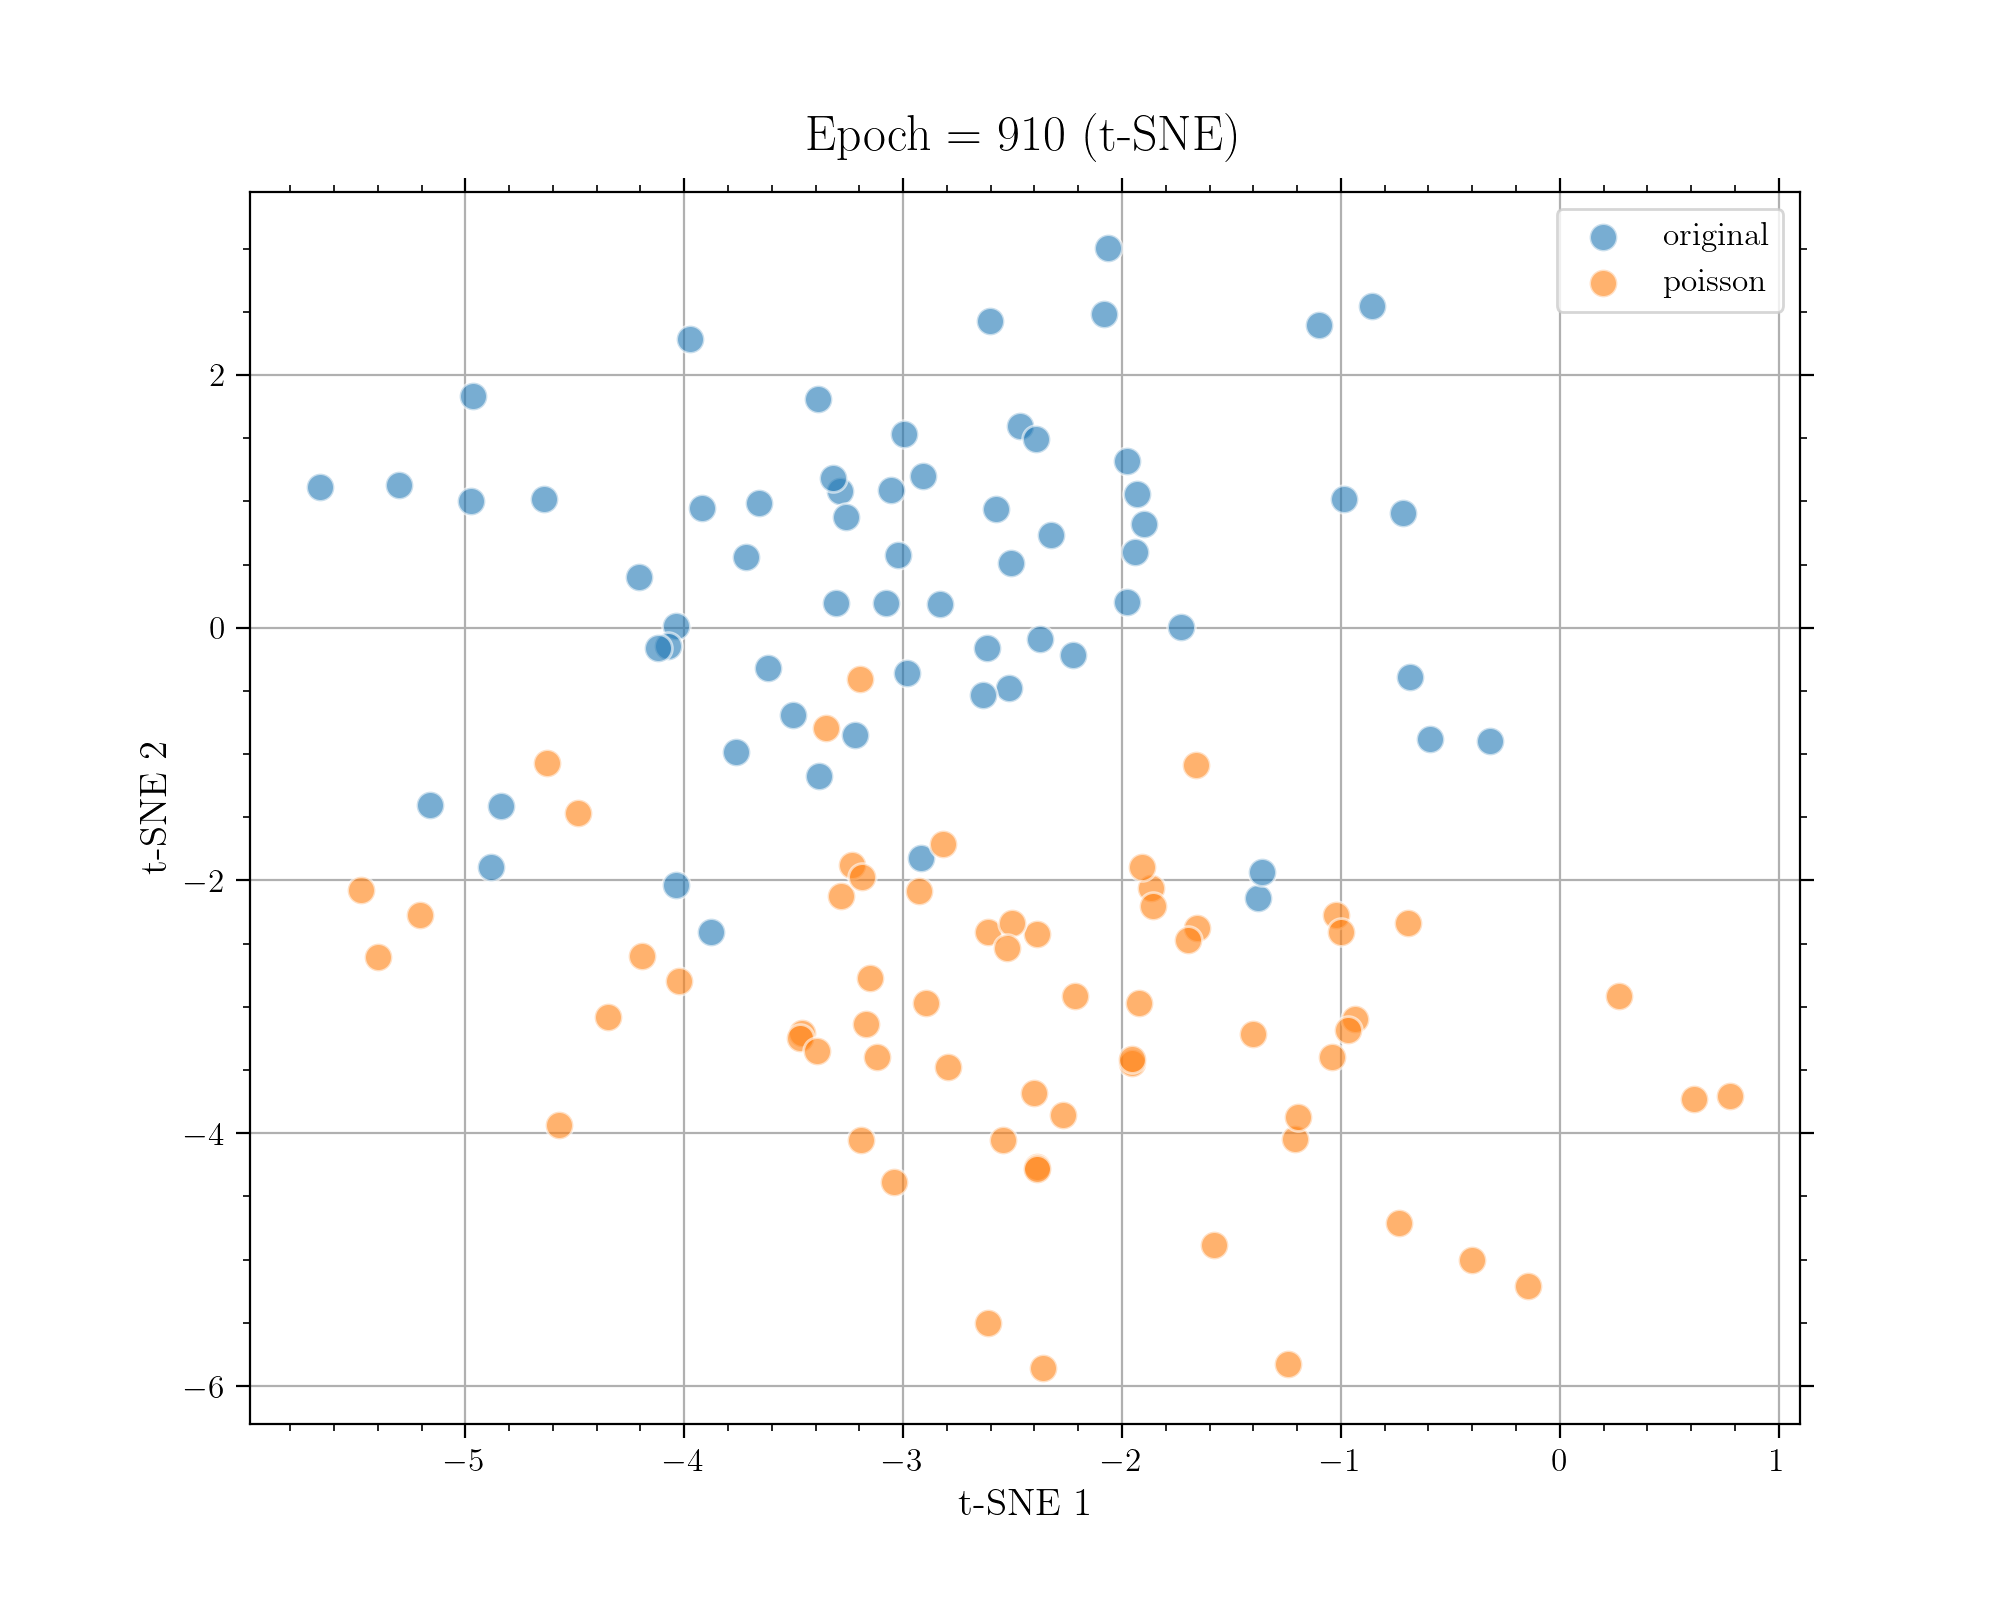 Epoch = 910 (t-SNE)
original
poisson
2
0
−2
−4
−6
t-SNE 2
−5 −4 −3 −2 −1 0 1
t-SNE 1